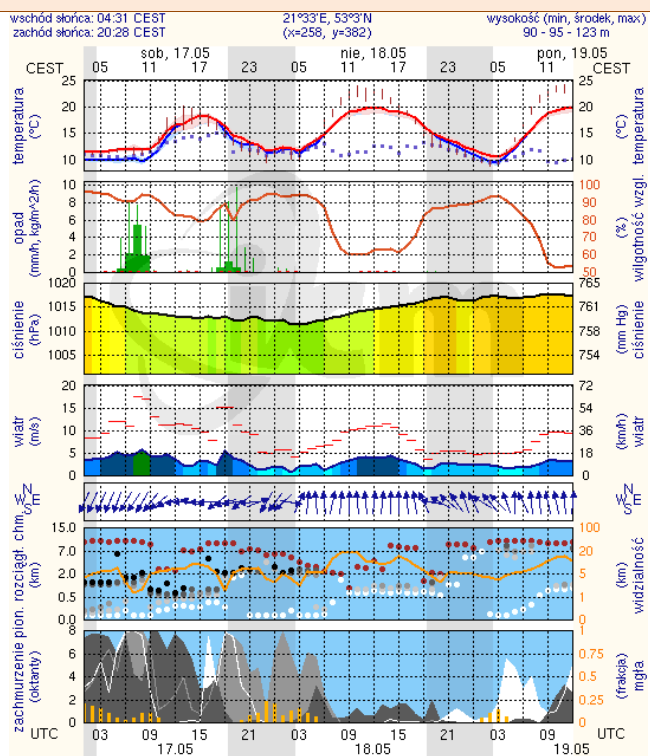 wschód słońca: 04:31 CEST 21°33'E, 53°3'N wysokość (min, środek, max)
zachód słońca: 20:28 CEST (x=258, y=382) 90 - 95 - 123 m
sob, 17.05 nie, 18.05 pon, 19.05
CEST 05 11 17 23 05 11 17 23 05 11 CEST
temperatura
(°C)
25 20 15 10
25 20 15 10
(°C)
temperatura
opad
(mm/h, kg/m^2/h)
10 8 6 4 2 0
100 90 80 70 60 50
(%)
wilgotność wzgl.
ciśnienie
(hPa)
1020 1015 1010 1005
765 761 758 754
(mm Hg)
ciśnienie
wiatr
(m/s)
20 15 10 5 0
72 54 36 18 0
(km/h)
wiatr
N
W E
S
N
W E
S
pion. rozciągł. chm.
(km)
15.0 7.0 2.0 0.5 0.0
100 20 5 1 0
(km)
widzialność
zachmurzenie
(oktanty)
8 6 4 2 0
1 0.75 0.5 0.25 0
(frakcja)
mgła
UTC 03 09 15 21 03 09 15 21 03 09 UTC
17.05 18.05 19.05
icm